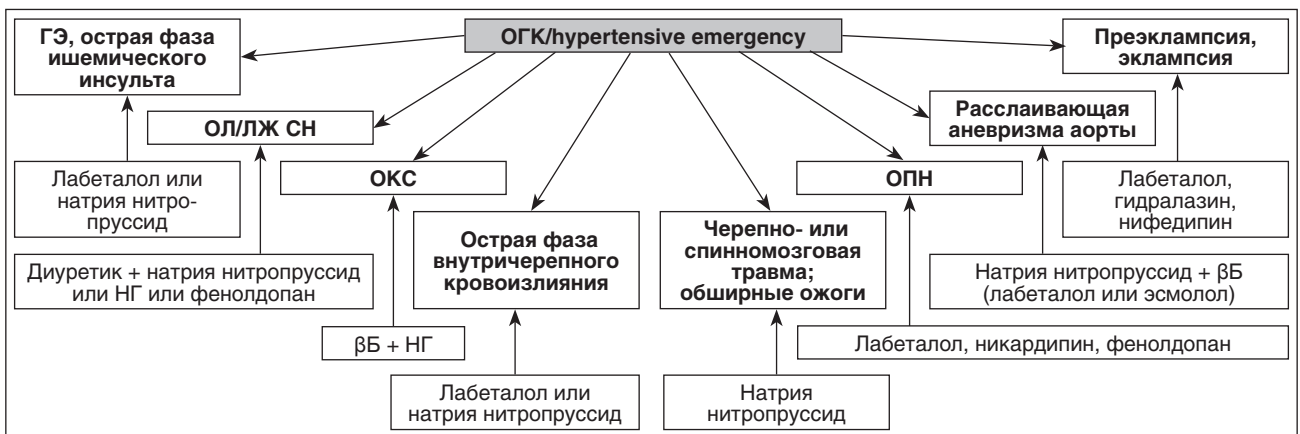 ГЭ, острая фаза
ишемического
инсульта
ОГК/hypertensive emergency
Преэклампсия,
эклампсия
ОЛ/ЛЖ СН
Расслаивающая
аневризма аорты
Лабеталол или
натрия нитро-
пруссид
ОКС
ОПН
Лабеталол,
гидралазин,
нифедипин
Острая фаза
внутричерепного
кровоизлияния
Черепно- или
спинномозговая
травма;
обширные ожоги
Диуретик + натрия нитропруссид
или НГ или фенолдопан
Натрия нитропруссид + βБ
(лабеталол или эсмолол)
βБ + НГ
Лабеталол, никардипин, фенолдопан
Лабеталол или
натрия нитропруссид
Натрия
нитропруссид